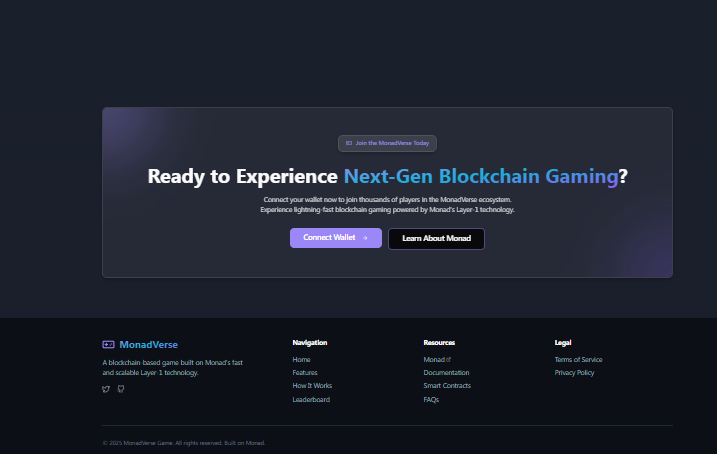 Join the MonadVerse Today
Ready to Experience Next-Gen Blockchain Gaming?
Connect your wallet now to join thousands of players in the MonadVerse ecosystem.
Experience lightning-fast blockchain gaming powered by Monad's Layer-1 technology.
Connect Wallet →
Learn About Monad
MonadVerse
A blockchain-based game built on Monad's fast
and scalable Layer-1 technology.
Navigation
Home
Features
How It Works
Leaderboard
Resources
Monad
Documentation
Smart Contracts
FAQs
Legal
Terms of Service
Privacy Policy
© 2025 MonadVerse Game. All rights reserved. Built on Monad.